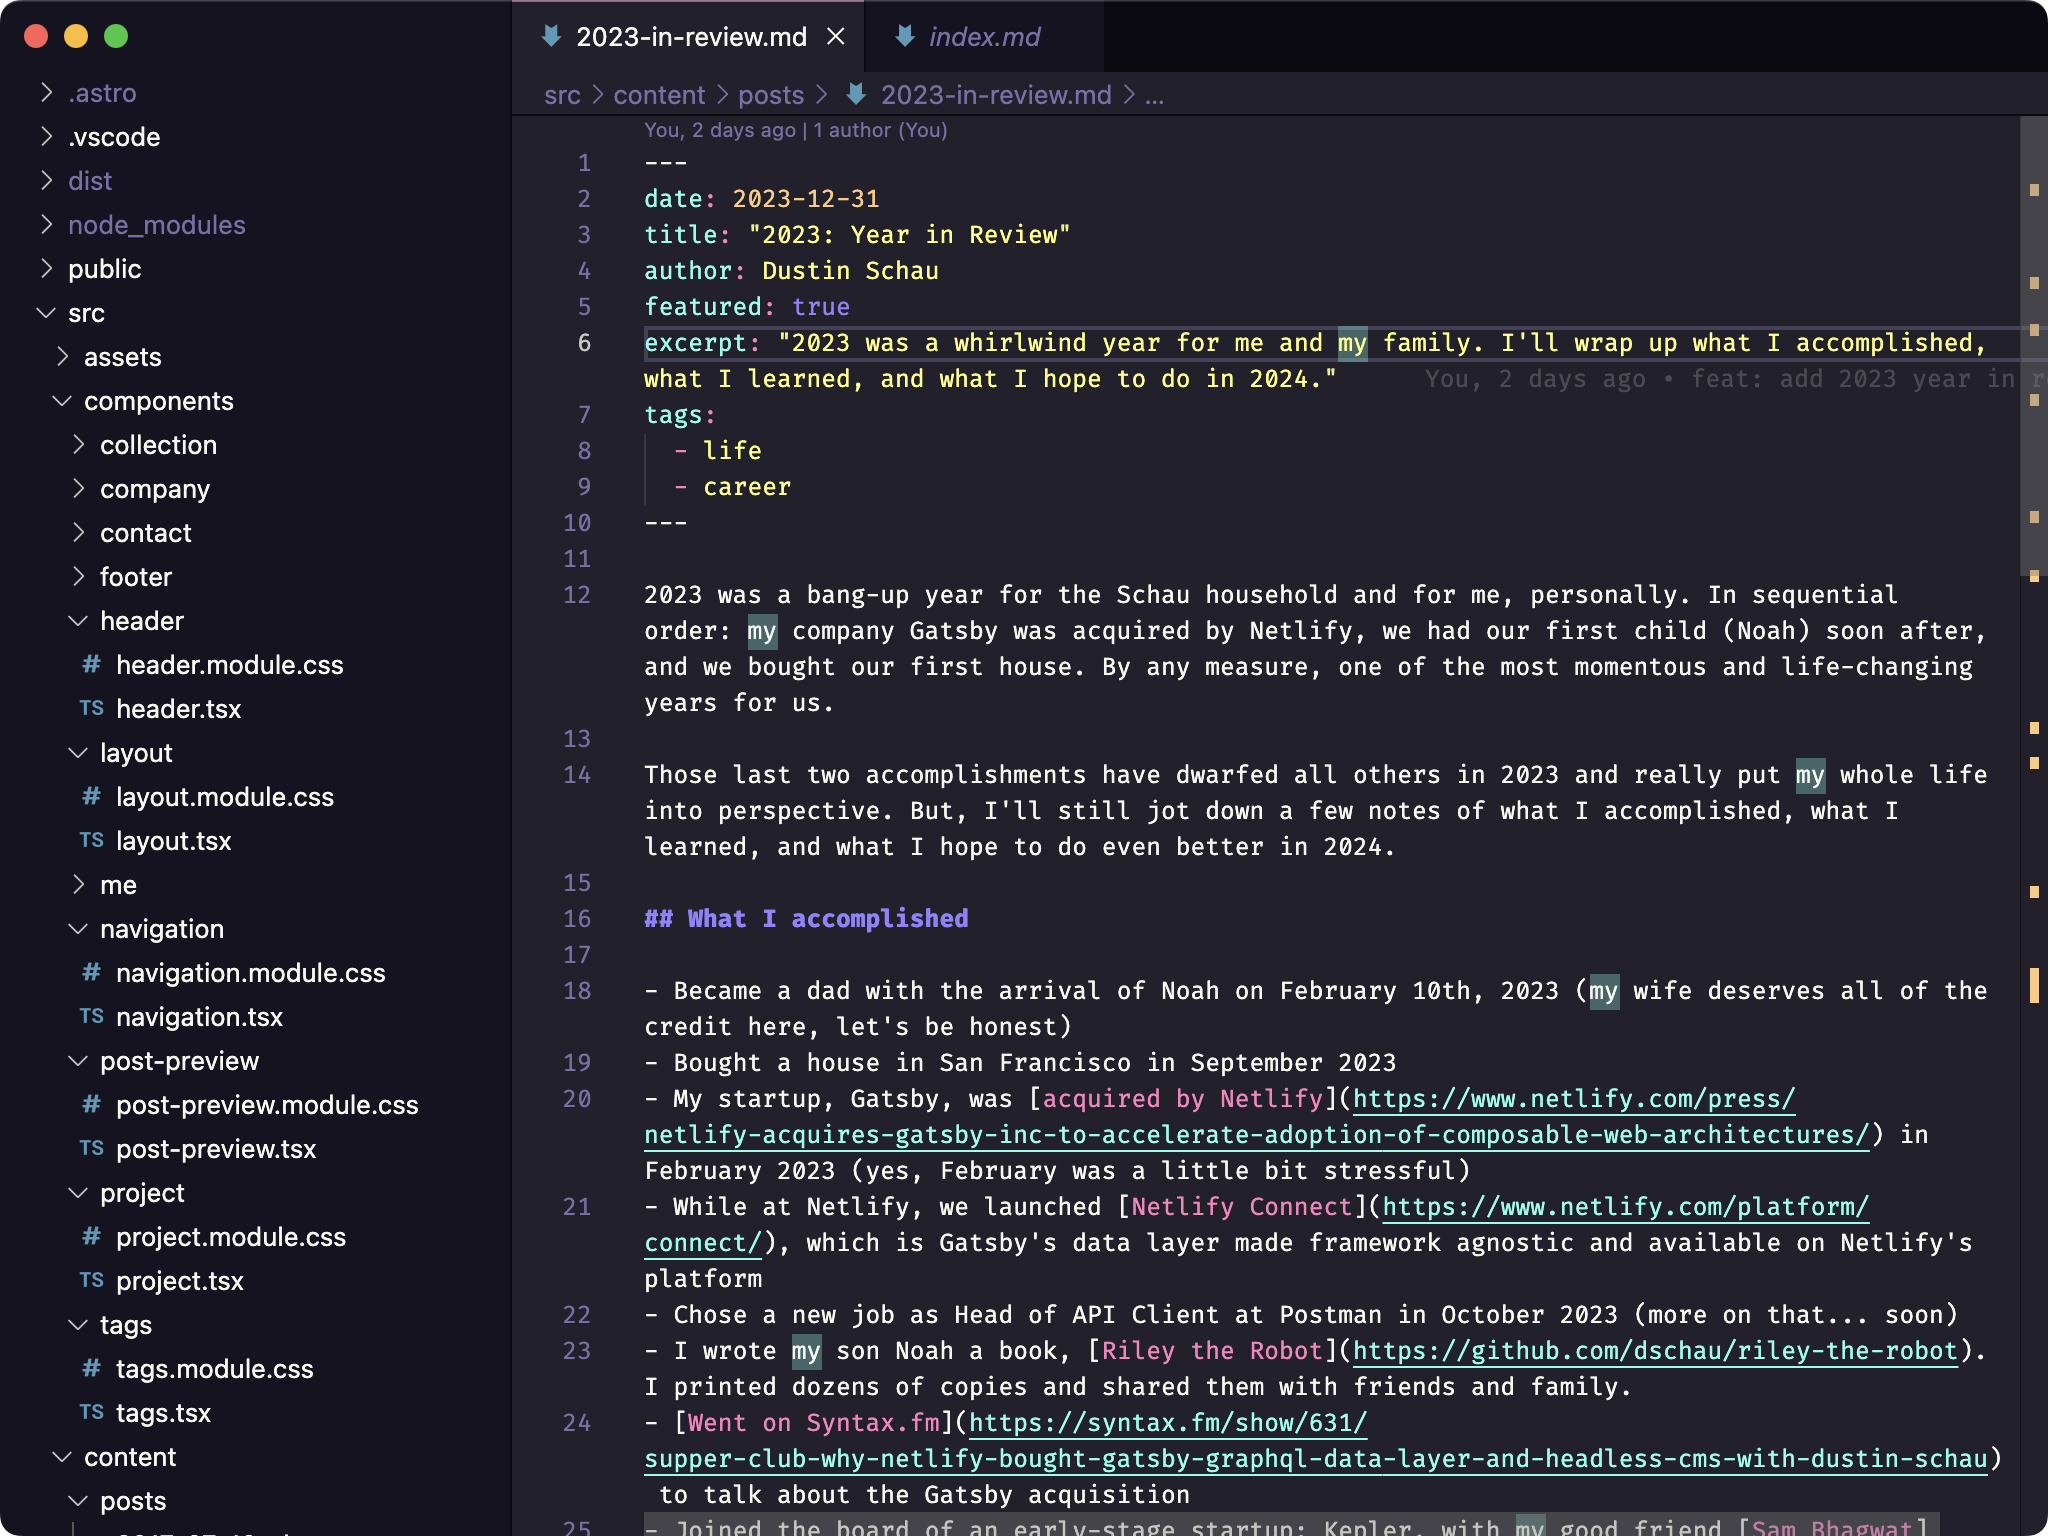 .astro
.vscode
dist
node_modules
public
src
assets
components
collection
company
contact
footer
header
# header.module.css
TS header.tsx
layout
# layout.module.css
TS layout.tsx
me
navigation
# navigation.module.css
TS navigation.tsx
post-preview
# post-preview.module.css
TS post-preview.tsx
project
# project.module.css
TS project.tsx
tags
# tags.module.css
TS tags.tsx
content
posts
2023-in-review.md
index.md
src > content > posts > 2023-in-review.md > ...
You, 2 days ago | 1 author (You)
1 ---
2 date: 2023-12-31
3 title: "2023: Year in Review"
4 author: Dustin Schau
5 featured: true
6 excerpt: "2023 was a whirlwind year for me and my family. I'll wrap up what I accomplished,
what I learned, and what I hope to do in 2024." You, 2 days ago • feat: add 2023 year in
7 tags:
8 - life
9 - career
10 ---
11
12 2023 was a bang-up year for the Schau household and for me, personally. In sequential
order: my company Gatsby was acquired by Netlify, we had our first child (Noah) soon after,
and we bought our first house. By any measure, one of the most momentous and life-changing
years for us.
13
14 Those last two accomplishments have dwarfed all others in 2023 and really put my whole life
into perspective. But, I'll still jot down a few notes of what I accomplished, what I
learned, and what I hope to do even better in 2024.
15
16 ## What I accomplished
17
18 - Became a dad with the arrival of Noah on February 10th, 2023 (my wife deserves all of the
credit here, let's be honest)
19 - Bought a house in San Francisco in September 2023
20 - My startup, Gatsby, was [acquired by Netlify](https://www.netlify.com/press/
netlify-acquires-gatsby-inc-to-accelerate-adoption-of-composable-web-architectures/) in
February 2023 (yes, February was a little bit stressful)
21 - While at Netlify, we launched [Netlify Connect](https://www.netlify.com/platform/
connect/), which is Gatsby's data layer made framework agnostic and available on Netlify's
platform
22 - Chose a new job as Head of API Client at Postman in October 2023 (more on that... soon)
23 - I wrote my son Noah a book, [Riley the Robot](https://github.com/dschau/riley-the-robot).
I printed dozens of copies and shared them with friends and family.
24 - [Went on Syntax.fm](https://syntax.fm/show/631/
supper-club-why-netlify-bought-gatsby-graphql-data-layer-and-headless-cms-with-dustin-schau)
to talk about the Gatsby acquisition
25 - Joined the board of an early-stage startup: Kepler, with my good friend [Sam Bhagwat]